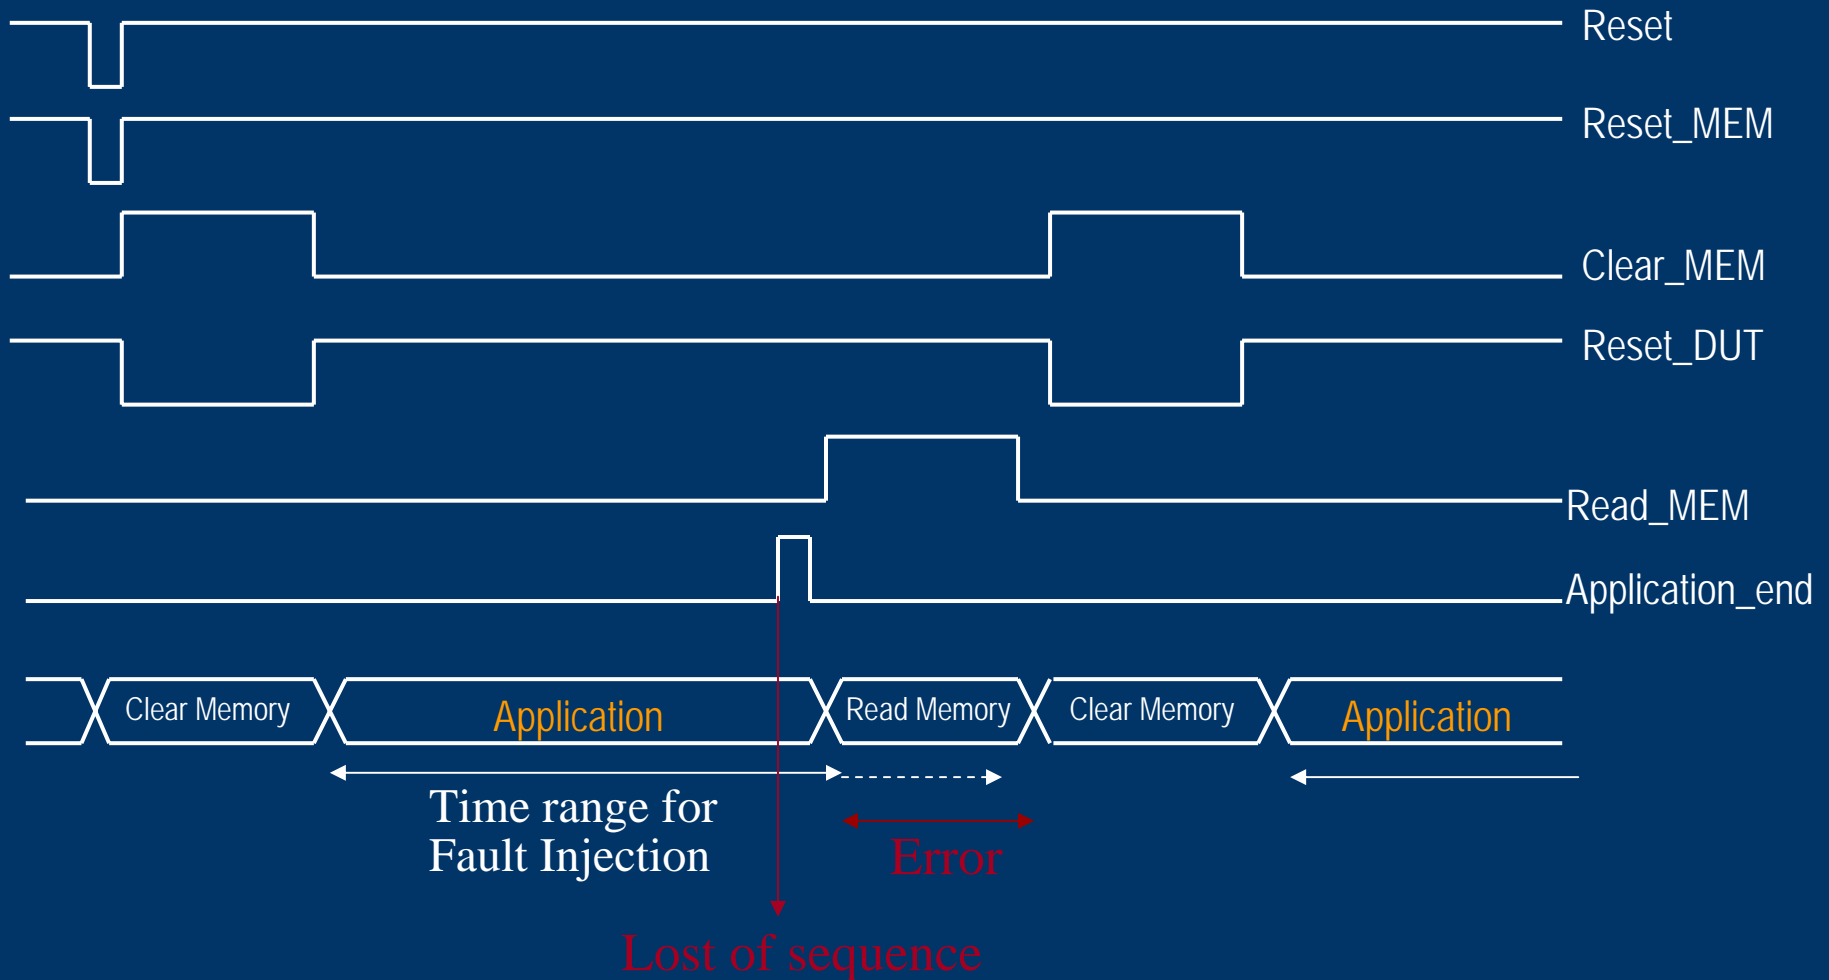 Reset
Reset_MEM
Clear_MEM
Reset_DUT
Read_MEM
Application_end
Clear Memory
Application
Read Memory
Clear Memory
Application
Time range for
Fault Injection
Error
Lost of sequence